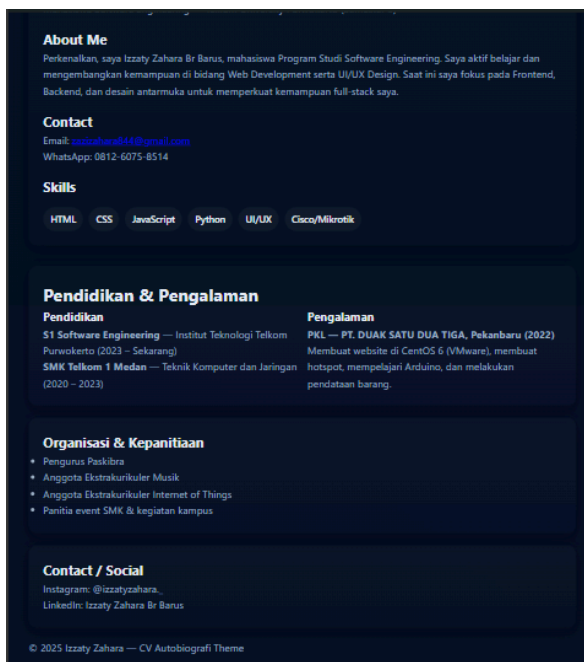 About Me
Perkenalkan, saya Izzaty Zahara Br Barus, mahasiswa Program Studi Software Engineering. Saya aktif belajar dan
mengembangkan kemampuan di bidang Web Development serta UI/UX Design. Saat ini saya fokus pada Frontend,
Backend, dan desain antarmuka untuk memperkuat kemampuan full-stack saya.
Contact
Email:
WhatsApp: 0812-6075-8514
Skills
HTML CSS JavaScript Python UI/UX Cisco/Mikrotik
Pendidikan & Pengalaman
Pendidikan
S1 Software Engineering — Institut Teknologi Telkom
Purwokerto (2023 – Sekarang)
SMK Telkom 1 Medan — Teknik Komputer dan Jaringan
(2020 – 2023)
Pengalaman
PKL — PT. DUAK SATU DUA TIGA, Pekanbaru (2022)
Membuat website di CentOS 6 (VMware), membuat
hotspot, mempelajari Arduino, dan melakukan
pendataan barang.
Organisasi & Kepanitiaan
• Pengurus Paskibra
• Anggota Ekstrakurikuler Musik
• Anggota Ekstrakurikuler Internet of Things
• Panitia event SMK & kegiatan kampus
Contact / Social
Instagram: @izzatyzahara._
LinkedIn: Izzaty Zahara Br Barus
© 2025 Izzaty Zahara — CV Autobiografi Theme